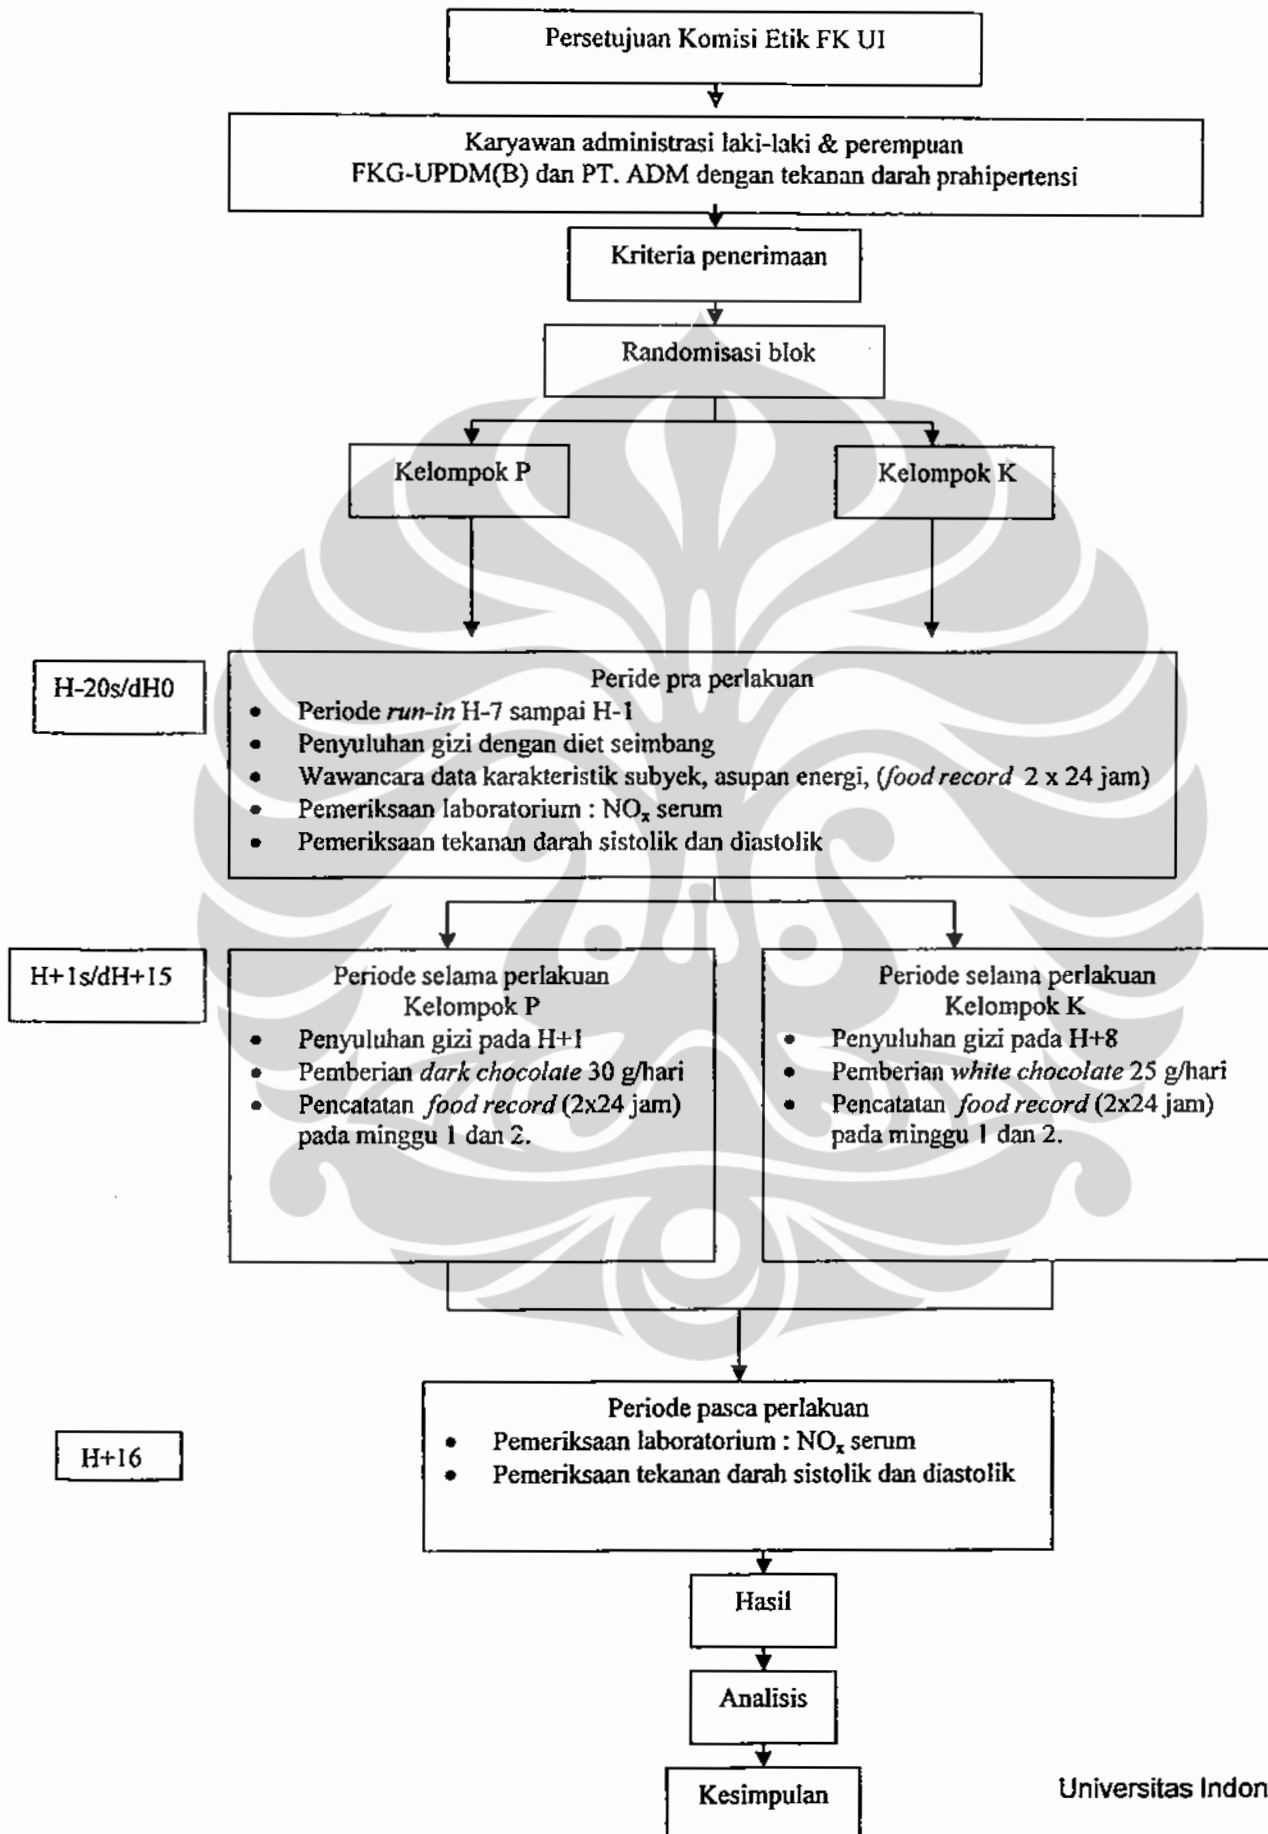 Persetujuan Komisi Etik FK UI
Karyawan administrasi laki-laki & perempuan
FKG-UPDM(B) dan PT. ADM dengan tekanan darah prahipertensi
Kriteria penerimaan
Randomisasi blok
Kelompok P
Kelompok K
H-20s/dH0
Peride pra perlakuan
• Periode run-in H-7 sampai H-1
• Penyuluhan gizi dengan diet seimbang
• Wawancara data karakteristik subyek, asupan energi, (food record 2 x 24 jam)
• Pemeriksaan laboratorium : NOₓ serum
• Pemeriksaan tekanan darah sistolik dan diastolik
H+1s/dH+15
Periode selama perlakuan
Kelompok P
• Penyuluhan gizi pada H+1
• Pemberian dark chocolate 30 g/hari
• Pencatatan food record (2x24 jam)
pada minggu 1 dan 2.
Periode selama perlakuan
Kelompok K
• Penyuluhan gizi pada H+8
• Pemberian white chocolate 25 g/hari
• Pencatatan food record (2x24 jam)
pada minggu 1 dan 2.
H+16
Periode pasca perlakuan
• Pemeriksaan laboratorium : NOₓ serum
• Pemeriksaan tekanan darah sistolik dan diastolik
Hasil
Analisis
Kesimpulan
Universitas Indon